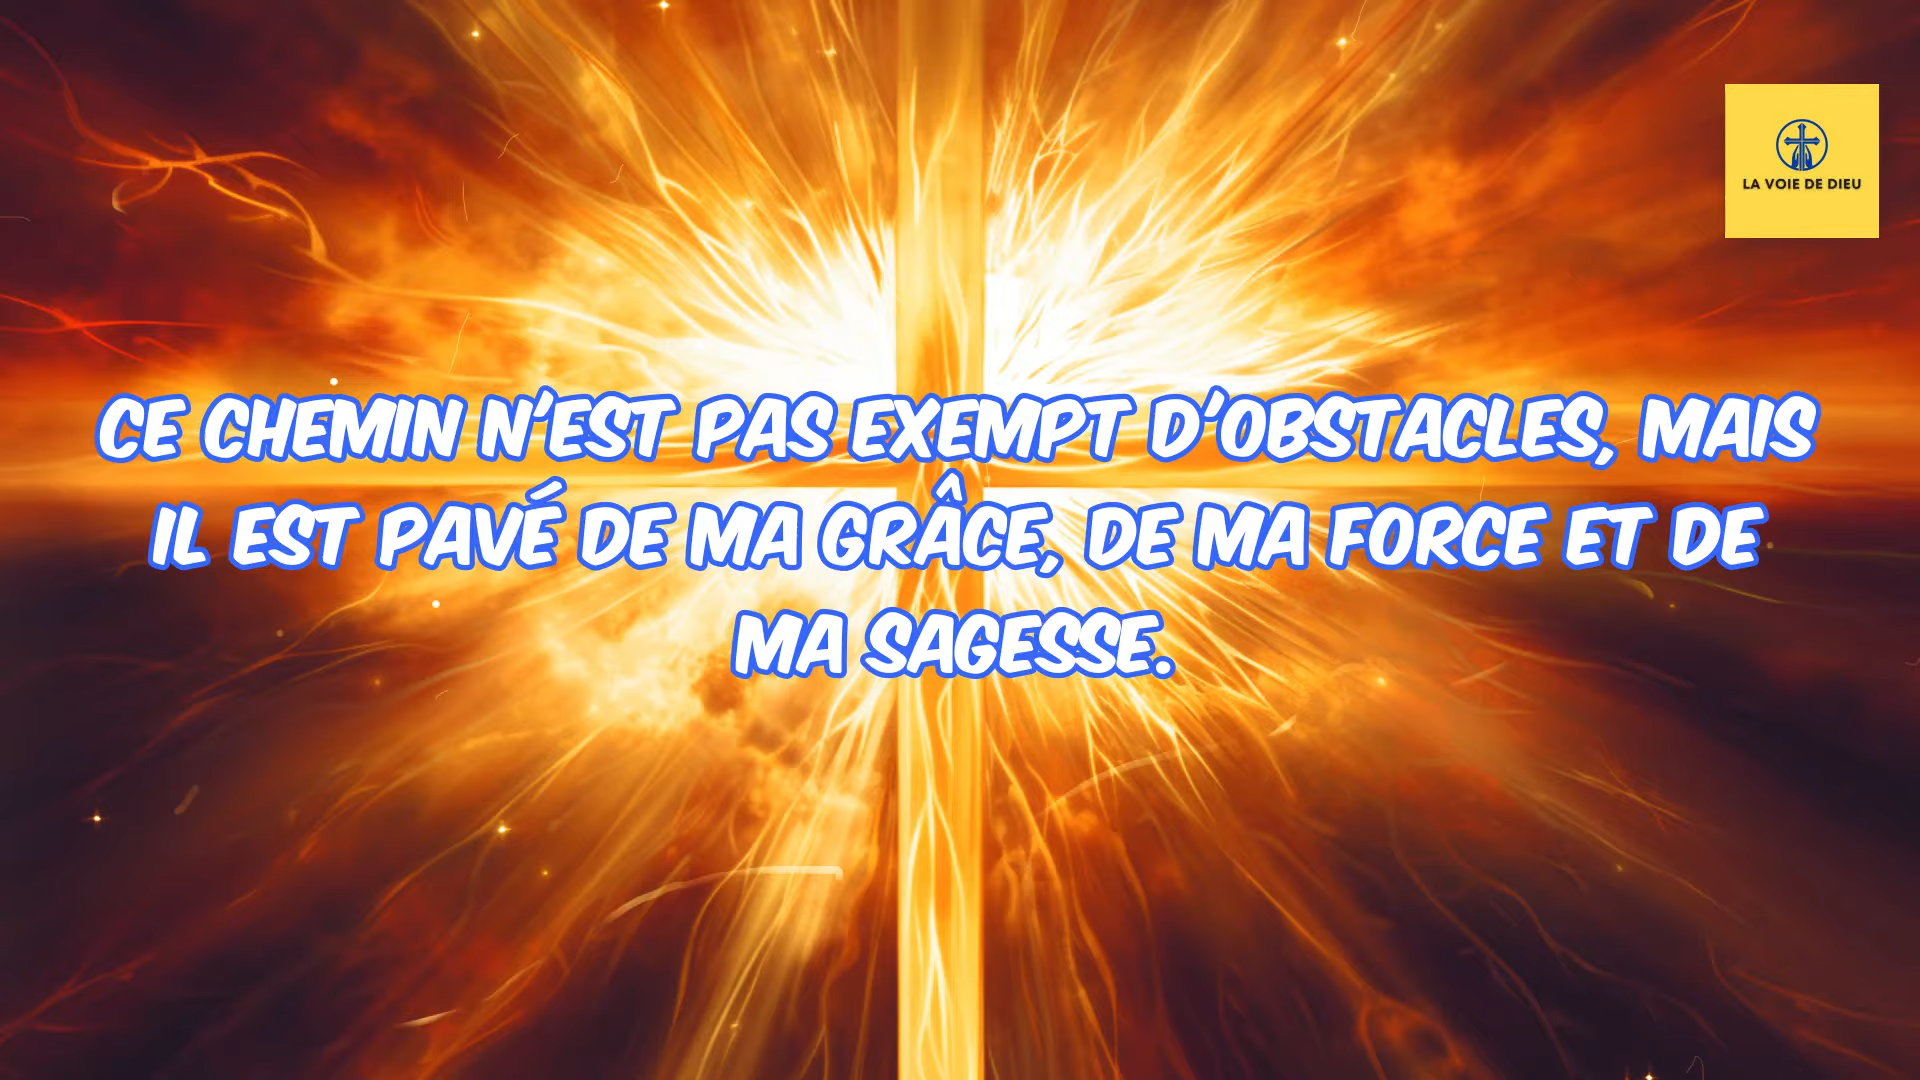 LA VOIE DE DIEU
CE CHEMIN N'EST PAS EXEMPT D'OBSTACLES, MAIS
IL EST PAVÉ DE MA GRÂCE, DE MA FORCE ET DE
MA SAGESSE.